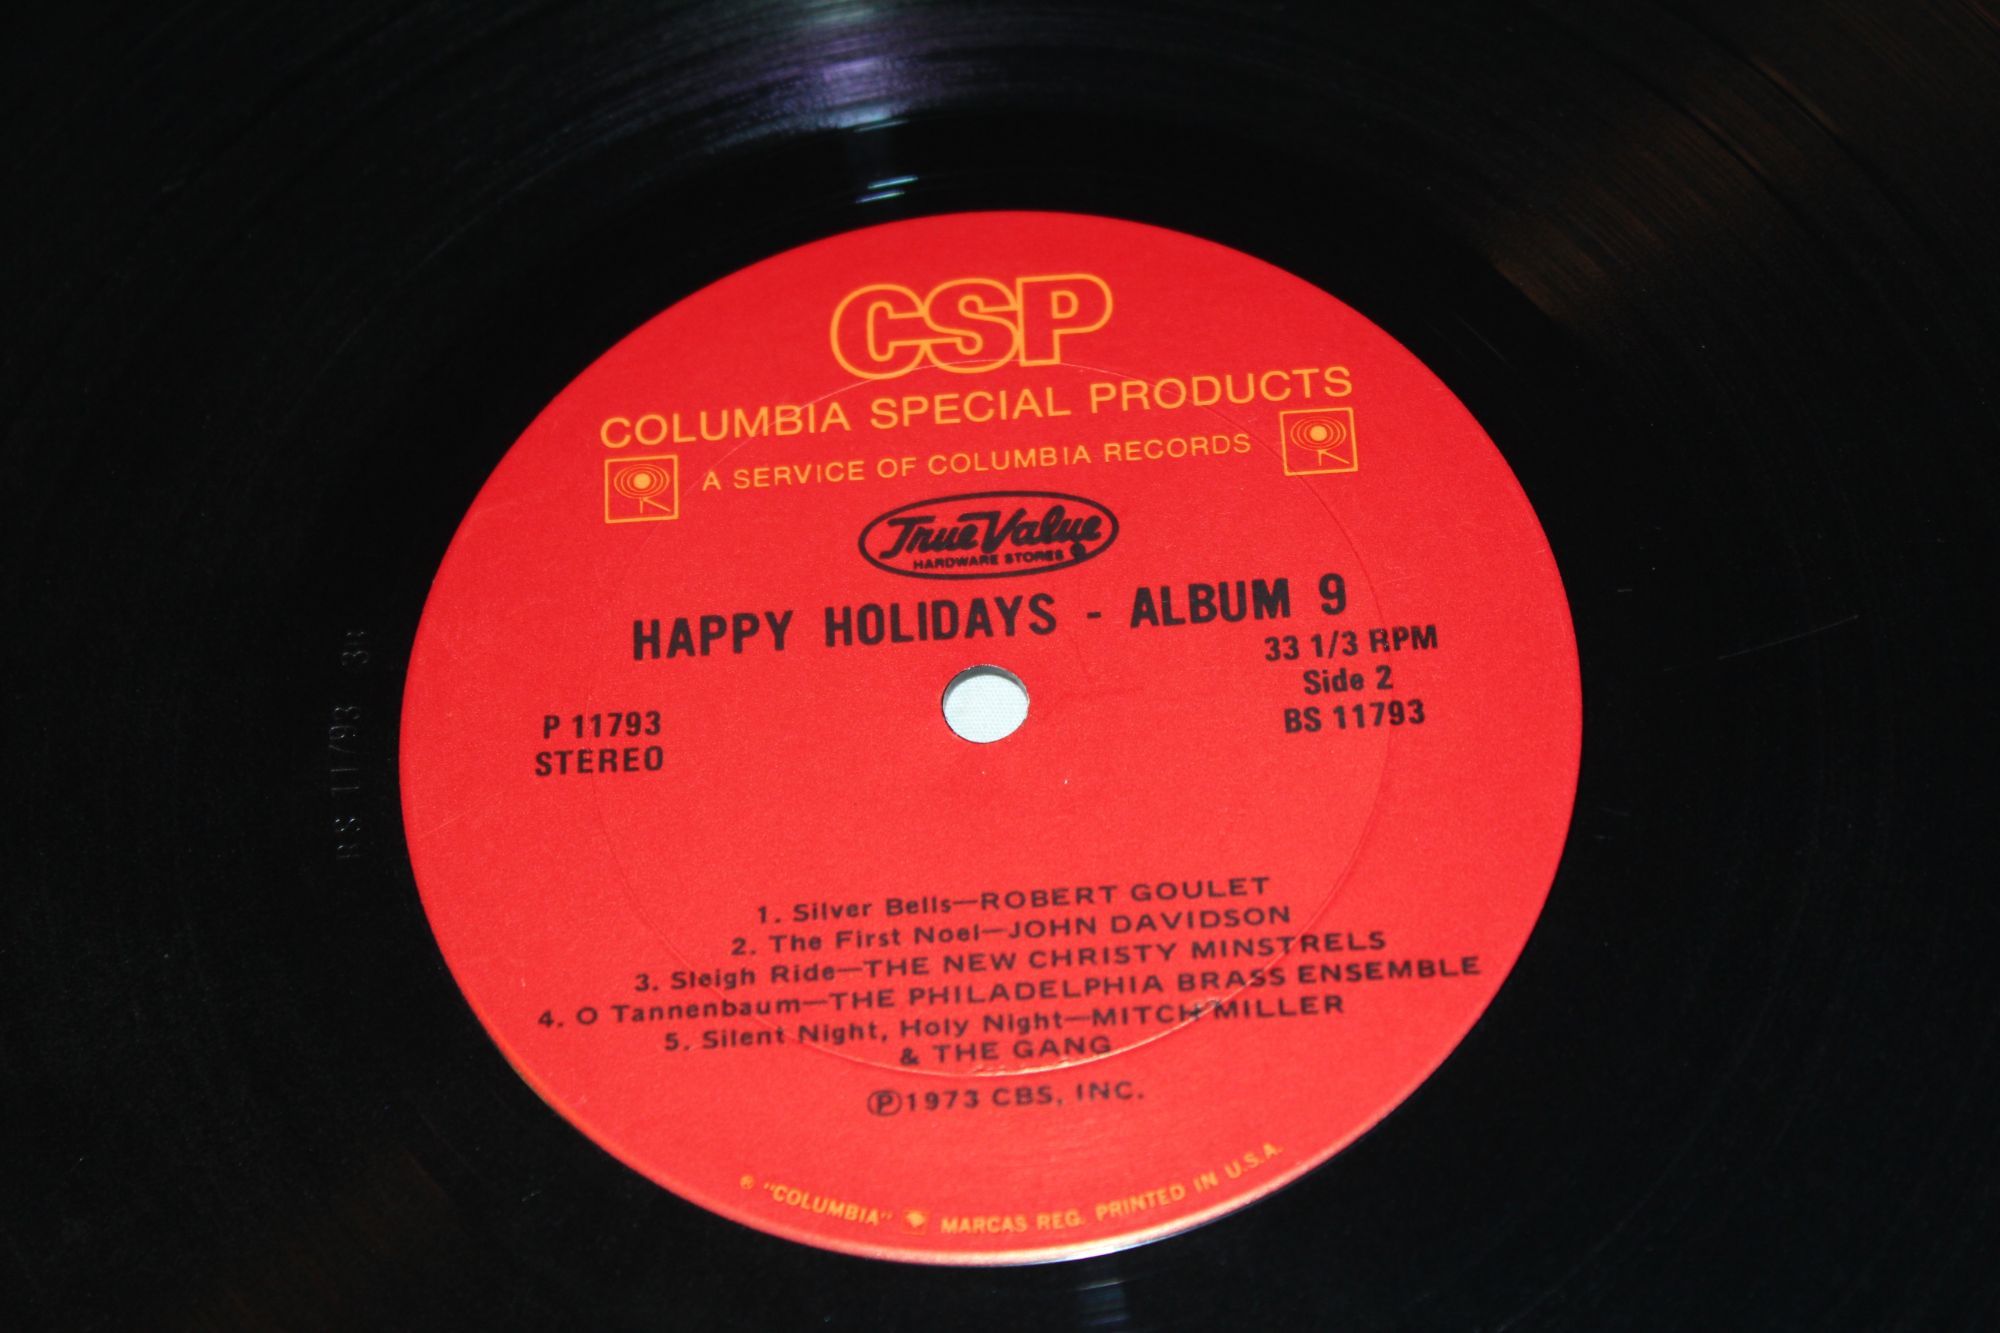 CSP
COLUMBIA SPECIAL PRODUCTS
A SERVICE OF COLUMBIA RECORDS
True Value
HARDWARE STORES
HAPPY HOLIDAYS - ALBUM 9
33 1/3 RPM
Side 2
BS 11793
P 11793
STEREO
1. Silver Bells—ROBERT GOULET
2. The First Noel—JOHN DAVIDSON
3. Sleigh Ride—THE NEW CHRISTY MINSTRELS
4. O Tannenbaum—THE PHILADELPHIA BRASS ENSEMBLE
5. Silent Night, Holy Night—MITCH MILLER
& THE GANG
Ⓟ1973 CBS, INC.
® "COLUMBIA" MARCAS REG. PRINTED IN U.S.A.
BS 11793